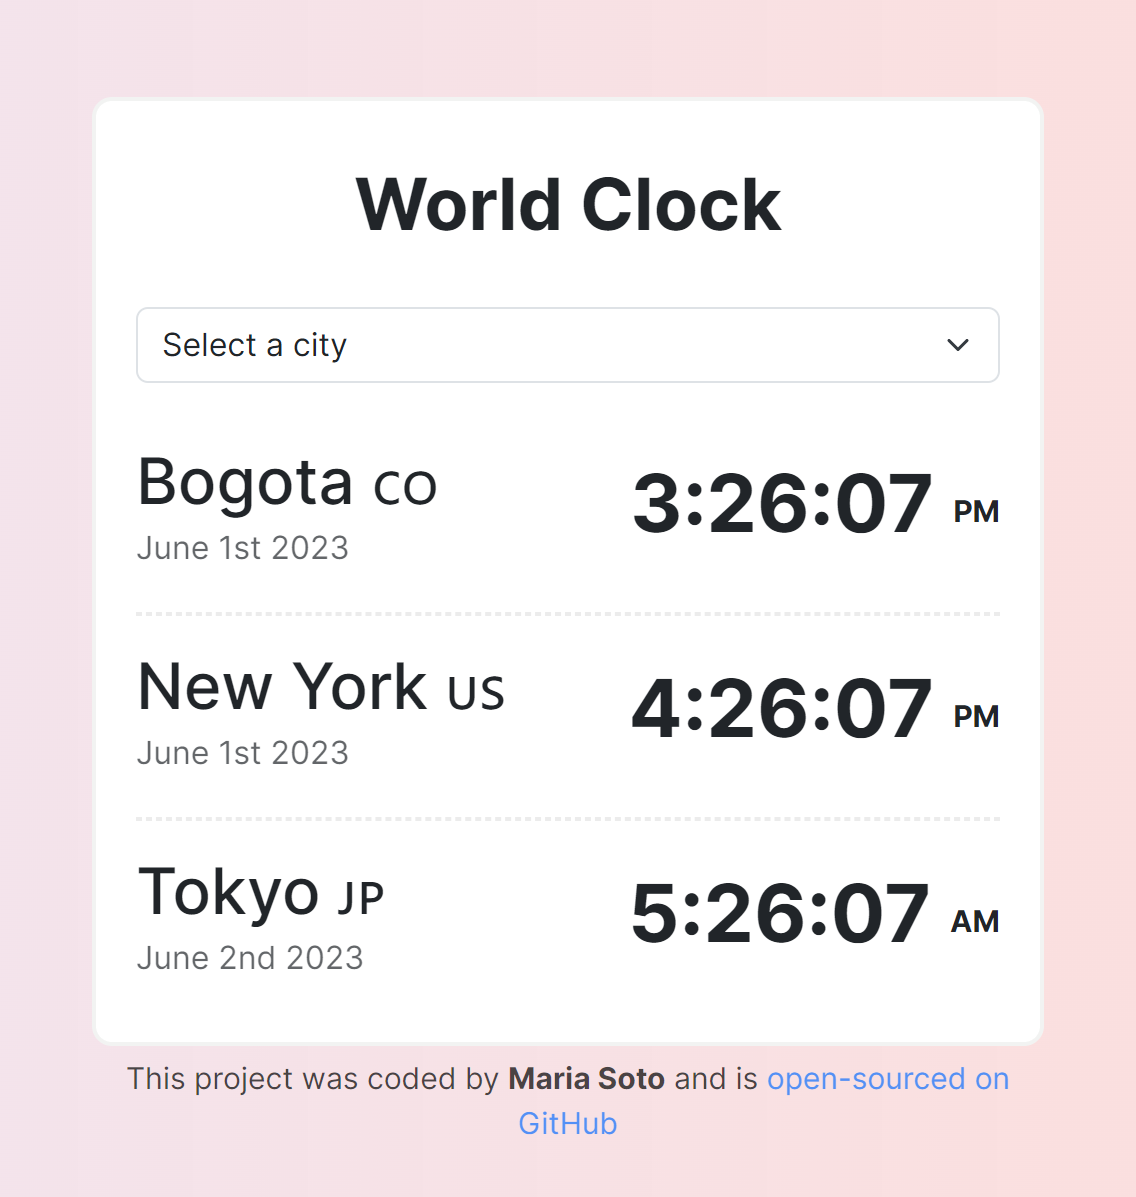 World Clock
Select a city
Bogota CO
3:26:07 PM
June 1st 2023
New York US
4:26:07 PM
June 1st 2023
Tokyo JP
5:26:07 AM
June 2nd 2023
This project was coded by Maria Soto and is open-sourced on
GitHub